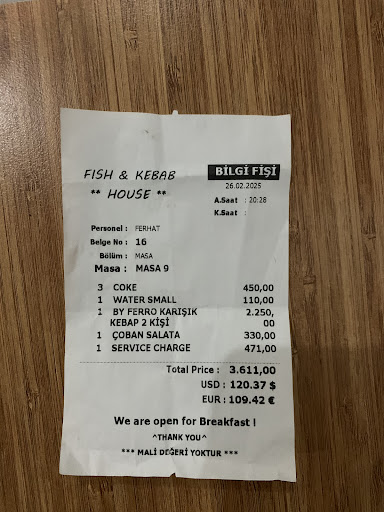 FISH & KEBAB
** HOUSE **
BİLGİ FİŞİ
26.02.2025
A.Saat : 20:28
K.Saat :
Personel : FERHAT
Belge No : 16
Bölüm : MASA
Masa : MASA 9
3 COKE 450,00
1 WATER SMALL 110,00
1 BY FERRO KARIŞIK 2.250,
KEBAP 2 KİŞİ 00
1 ÇOBAN SALATA 330,00
1 SERVICE CHARGE 471,00
Total Price : 3.611,00
USD : 120.37 $
EUR : 109.42 €
We are open for Breakfast !
^THANK YOU^
*** MALİ DEĞERİ YOKTUR ***